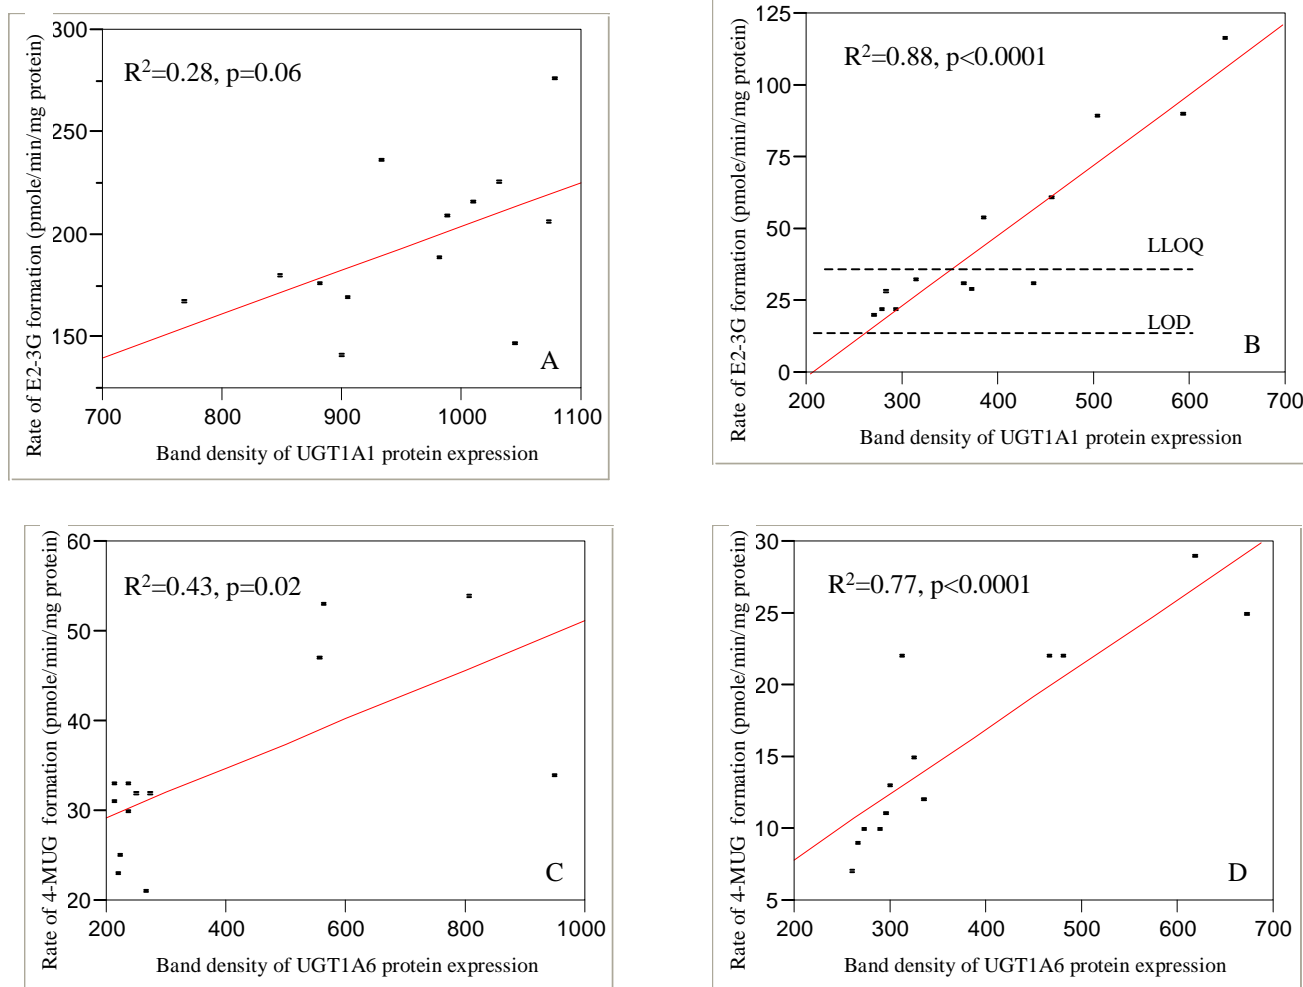 Rate of E2-3G formation (pmole/min/mg protein)
300
250
200
150
R²=0.28, p=0.06
A
700 800 900 1000 1100
Band density of UGT1A1 protein expression
Rate of E2-3G formation (pmole/min/mg protein)
125
100
75
50
25
0
R²=0.88, p<0.0001
LLOQ
LOD
B
200 300 400 500 600 700
Band density of UGT1A1 protein expression
Rate of 4-MUG formation (pmole/min/mg protein)
60
50
40
30
20
R²=0.43, p=0.02
C
200 400 600 800 1000
Band density of UGT1A6 protein expression
Rate of 4-MUG formation (pmole/min/mg protein)
30
25
20
15
10
5
R²=0.77, p<0.0001
D
200 300 400 500 600 700
Band density of UGT1A6 protein expression